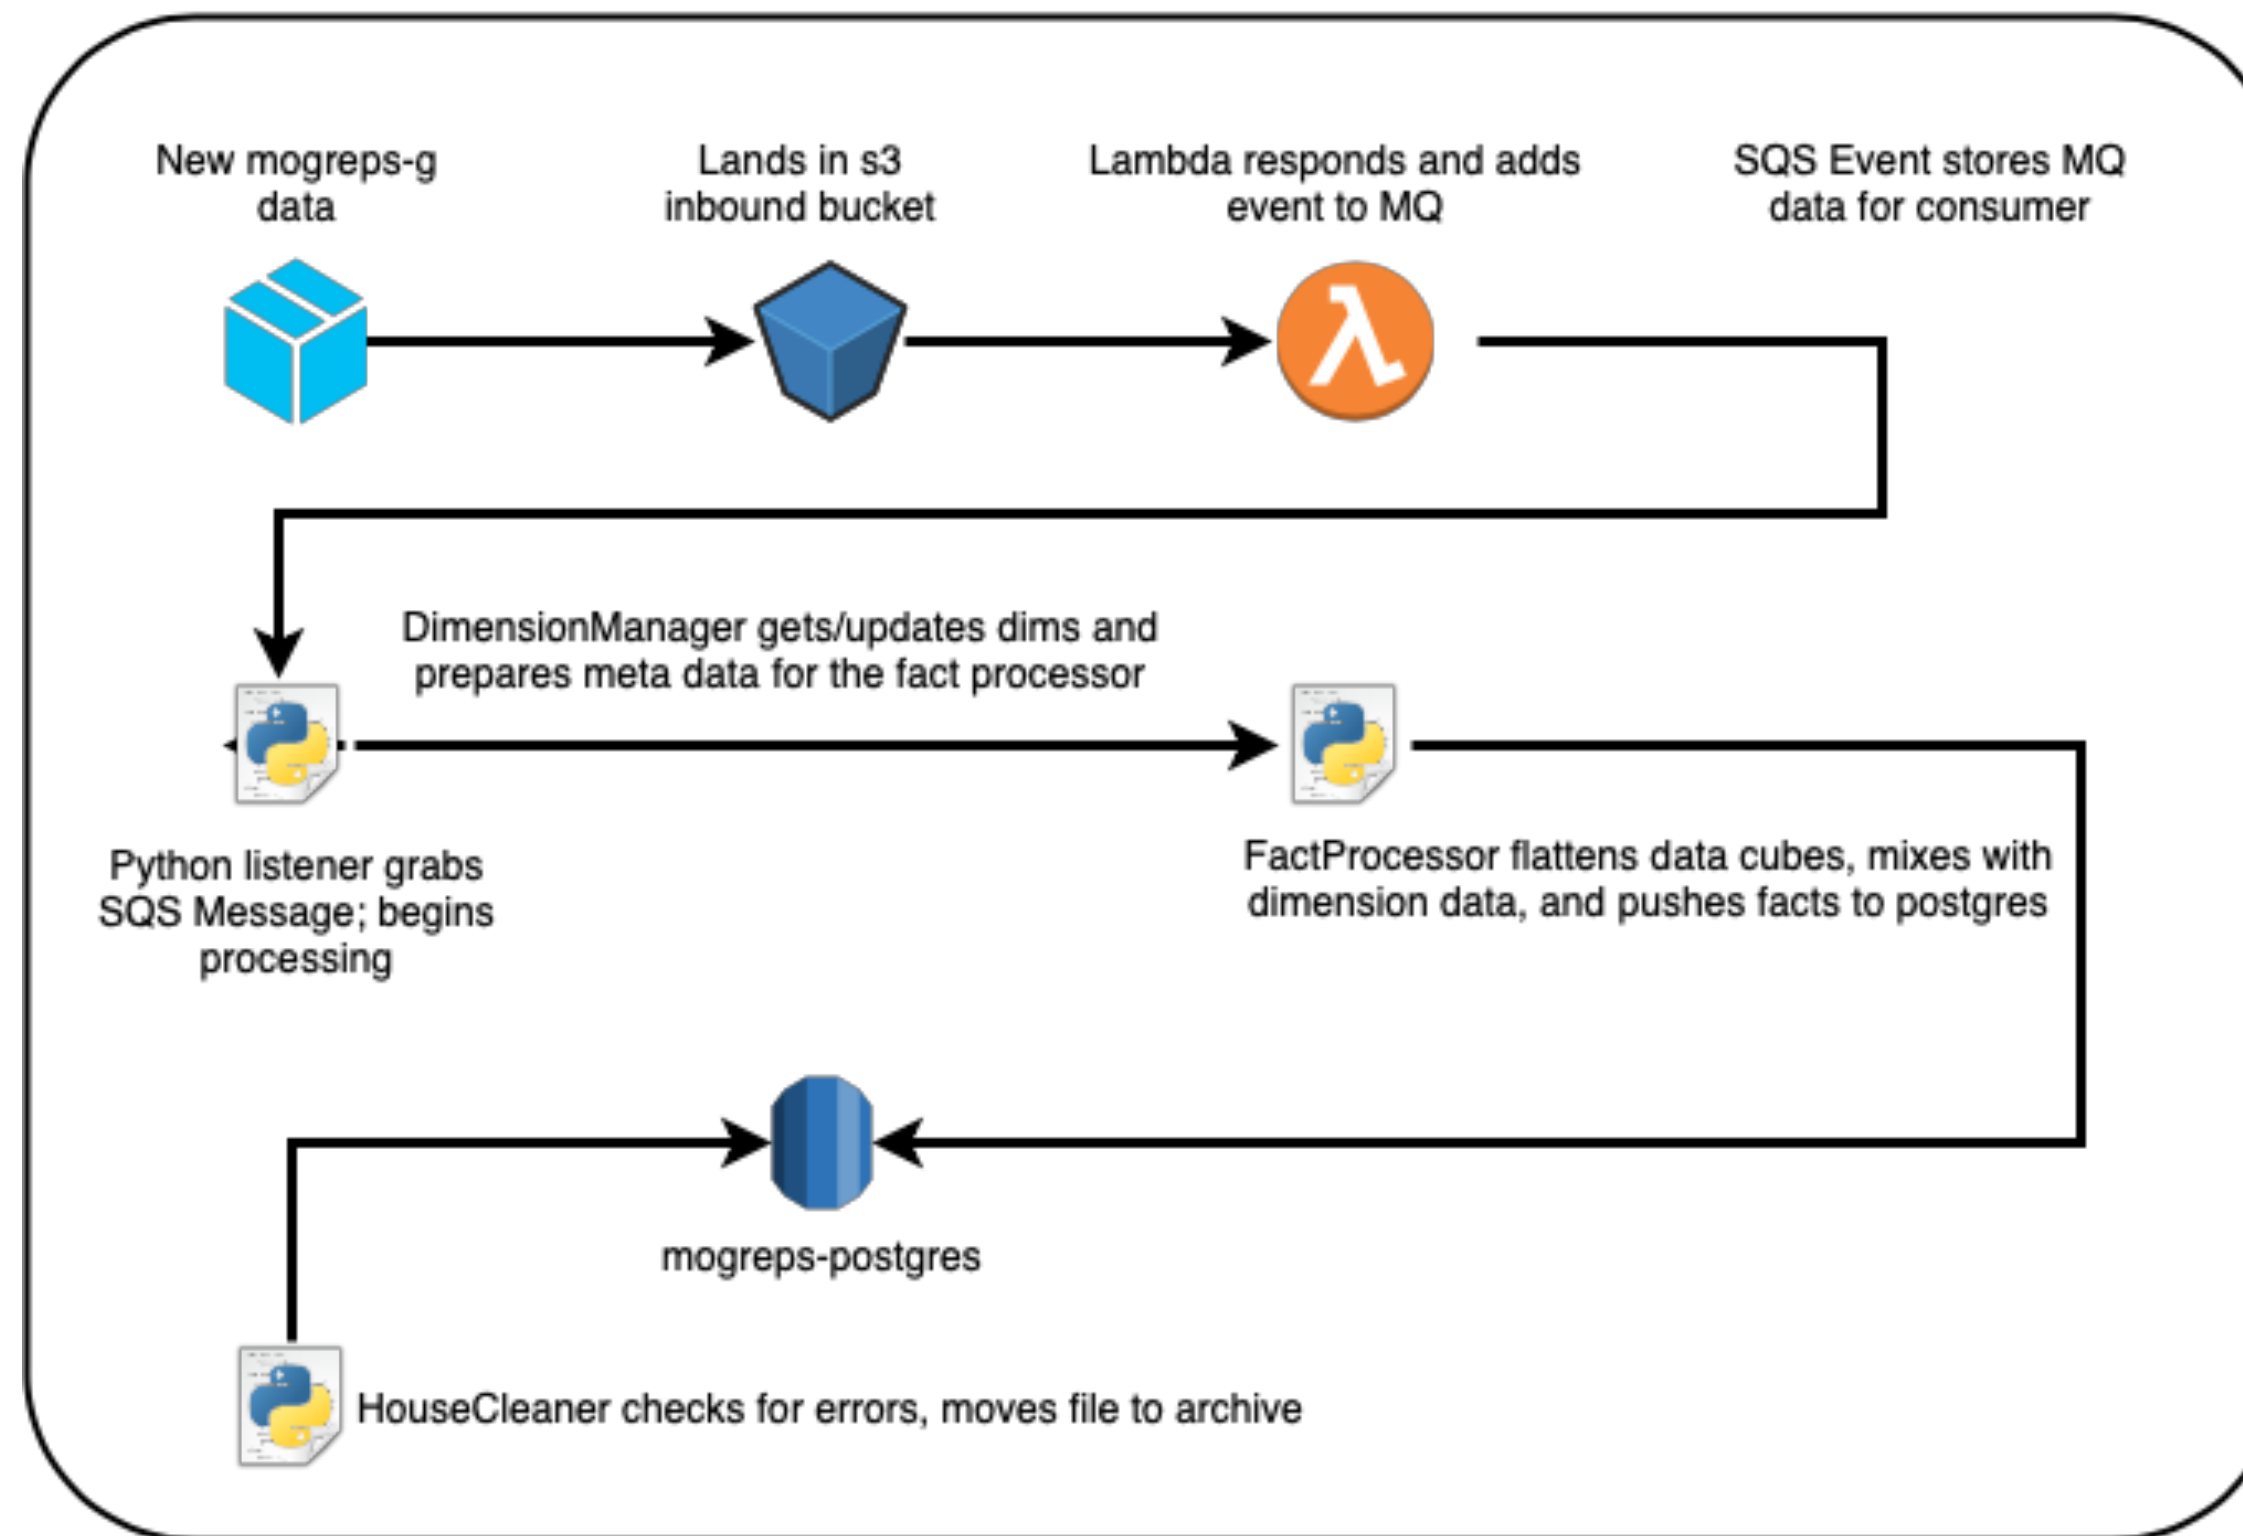 New mogreps-g
data
Lands in s3
inbound bucket
Lambda responds and adds
event to MQ
SQS Event stores MQ
data for consumer
DimensionManager gets/updates dims and
prepares meta data for the fact processor
Python listener grabs
SQS Message; begins
processing
FactProcessor flattens data cubes, mixes with
dimension data, and pushes facts to postgres
mogreps-postgres
HouseCleaner checks for errors, moves file to archive